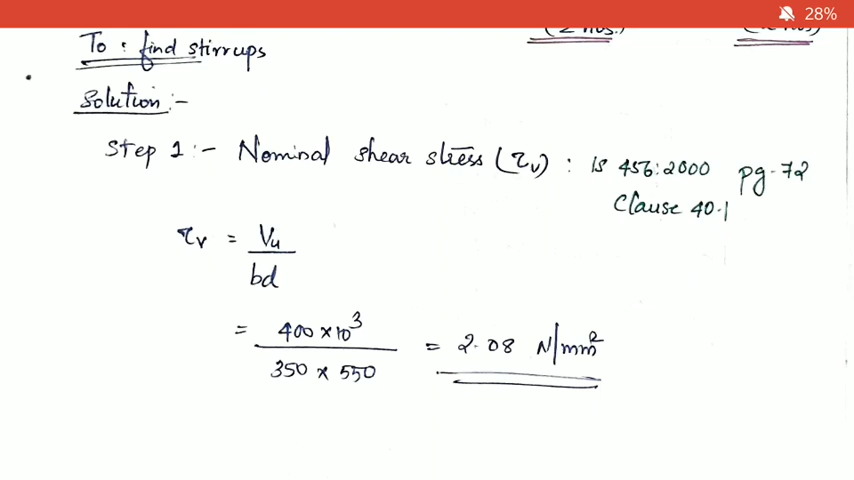 28%
To: find stirrups
Solution:-
Step 1:- Nominal shear stress (τv) : IS 456:2000 pg.72
Clause 40.1
τv = Vu
bd
= 400 × 10³
350 × 550
= 2.08 N/mm²